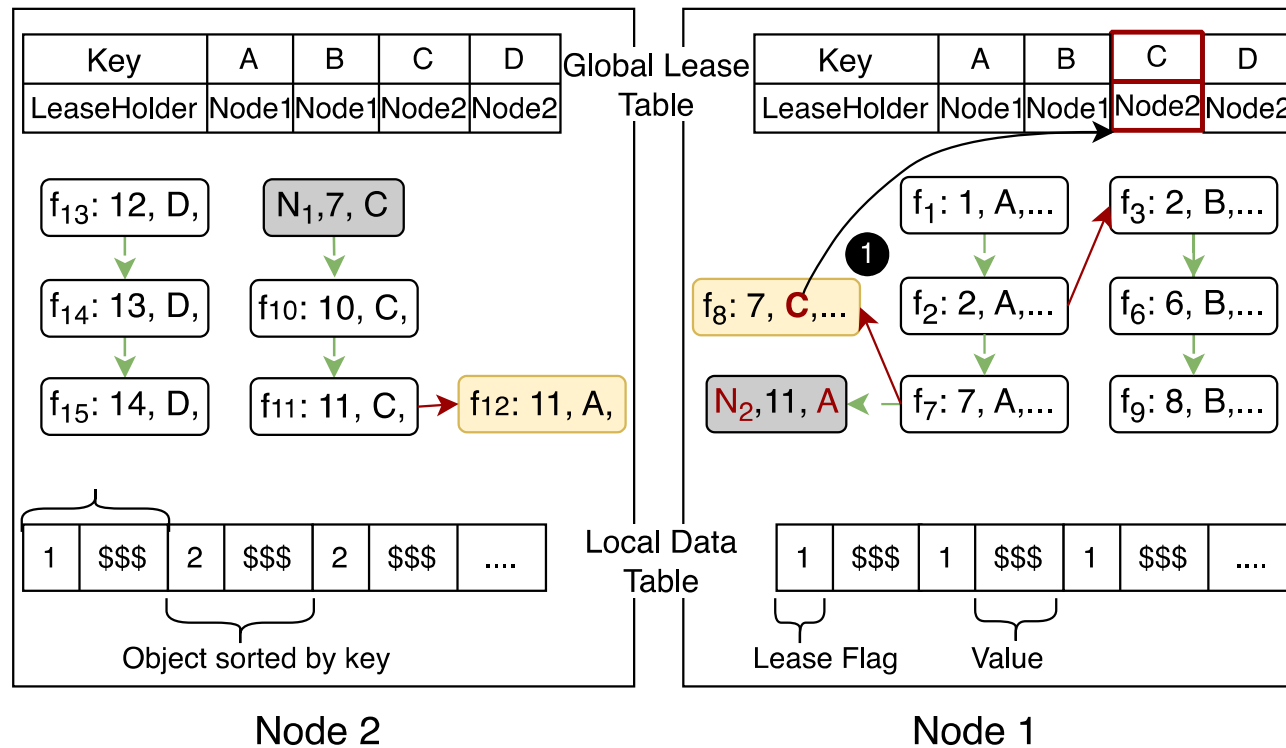 Key A B C D
LeaseHolder Node1 Node1 Node2 Node2
Global Lease
Table
Key A B C D
LeaseHolder Node1 Node1 Node2 Node2
f13: 12, D,
N1,7, C
f14: 13, D,
f10: 10, C,
f15: 14, D,
f11: 11, C,
f12: 11, A,
1
f1: 1, A,...
f3: 2, B,...
f8: 7, C,...
f2: 2, A,...
f6: 6, B,...
N2,11, A
f7: 7, A,...
f9: 8, B,...
1 $$$ 2 $$$ 2 $$$ ....
Local Data
Table
1 $$$ 1 $$$ 1 $$$ ....
Object sorted by key
Lease Flag
Value
Node 2
Node 1